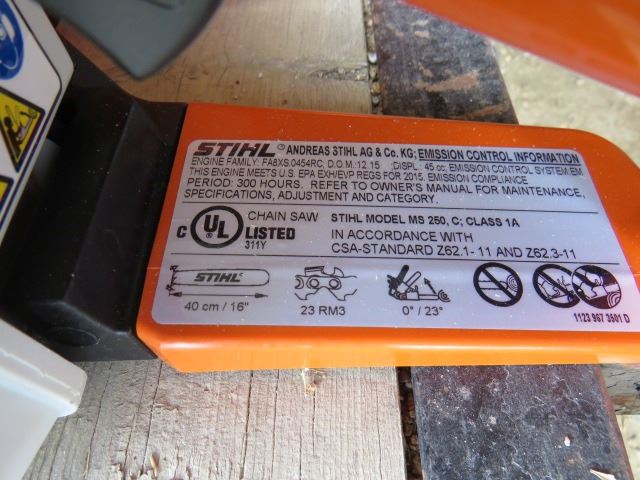 STIHL® ANDREAS STIHL AG & Co. KG; EMISSION CONTROL INFORMATION
ENGINE FAMILY: FA8XS.0454RC; D.O.M.:12.15 ;DISPL.: 45 cc, EMISSION CONTROL SYSTEM:EM
THIS ENGINE MEETS U.S. EPA EXH/EVP REGS FOR 2015. EMISSION COMPLIANCE
PERIOD: 300 HOURS. REFER TO OWNER'S MANUAL FOR MAINTENANCE,
SPECIFICATIONS, ADJUSTMENT AND CATEGORY.
C UL CHAIN SAW STIHL MODEL MS 250, C; CLASS 1A
LISTED IN ACCORDANCE WITH
311Y CSA-STANDARD Z62.1- 11 AND Z62.3-11
STIHL
40 cm / 16" 23 RM3 0° / 23°
1123 967 3501 D